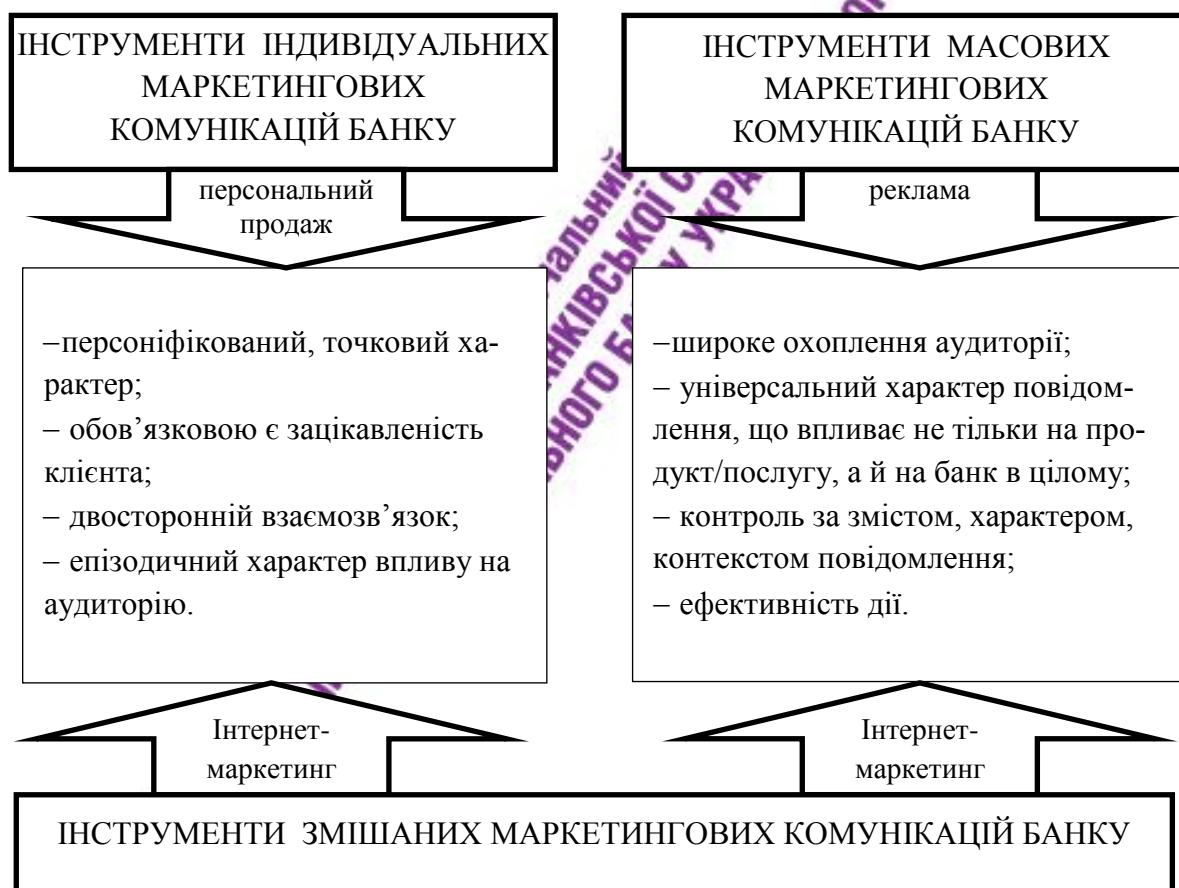 ІНСТРУМЕНТИ ІНДИВІДУАЛЬНИХ
МАРКЕТИНГОВИХ
КОМУНІКАЦІЙ БАНКУ
персональний
продаж
–персоніфікований, точковий ха-
рактер;
– обов’язковою є зацікавленість
клієнта;
– двосторонній взаємозв’язок;
– епізодичний характер впливу на
аудиторію.
Інтернет-
маркетинг
ІНСТРУМЕНТИ МАСОВИХ
МАРКЕТИНГОВИХ
КОМУНІКАЦІЙ БАНКУ
реклама
–широке охоплення аудиторії;
– універсальний характер повідом-
лення, що впливає не тільки на про-
дукт/послугу, а й на банк в цілому;
– контроль за змістом, характером,
контекстом повідомлення;
– ефективність дії.
Інтернет-
маркетинг
ІНСТРУМЕНТИ ЗМІШАНИХ МАРКЕТИНГОВИХ КОМУНІКАЦІЙ БАНКУ